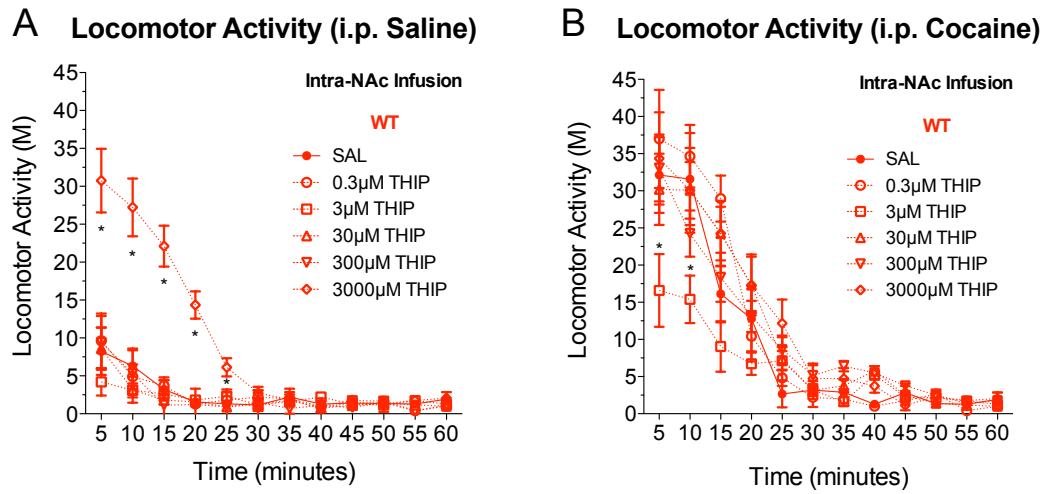 A Locomotor Activity (i.p. Saline)
Locomotor Activity (M)
45
40
35
30
25
20
15
10
5
0
Intra-NAc Infusion
WT
SAL
0.3µM THIP
3µM THIP
30µM THIP
300µM THIP
3000µM THIP
*
*
*
*
*
5 10 15 20 25 30 35 40 45 50 55 60
Time (minutes)
B Locomotor Activity (i.p. Cocaine)
Locomotor Activity (M)
45
40
35
30
25
20
15
10
5
0
Intra-NAc Infusion
WT
SAL
0.3µM THIP
3µM THIP
30µM THIP
300µM THIP
3000µM THIP
*
*
5 10 15 20 25 30 35 40 45 50 55 60
Time (minutes)